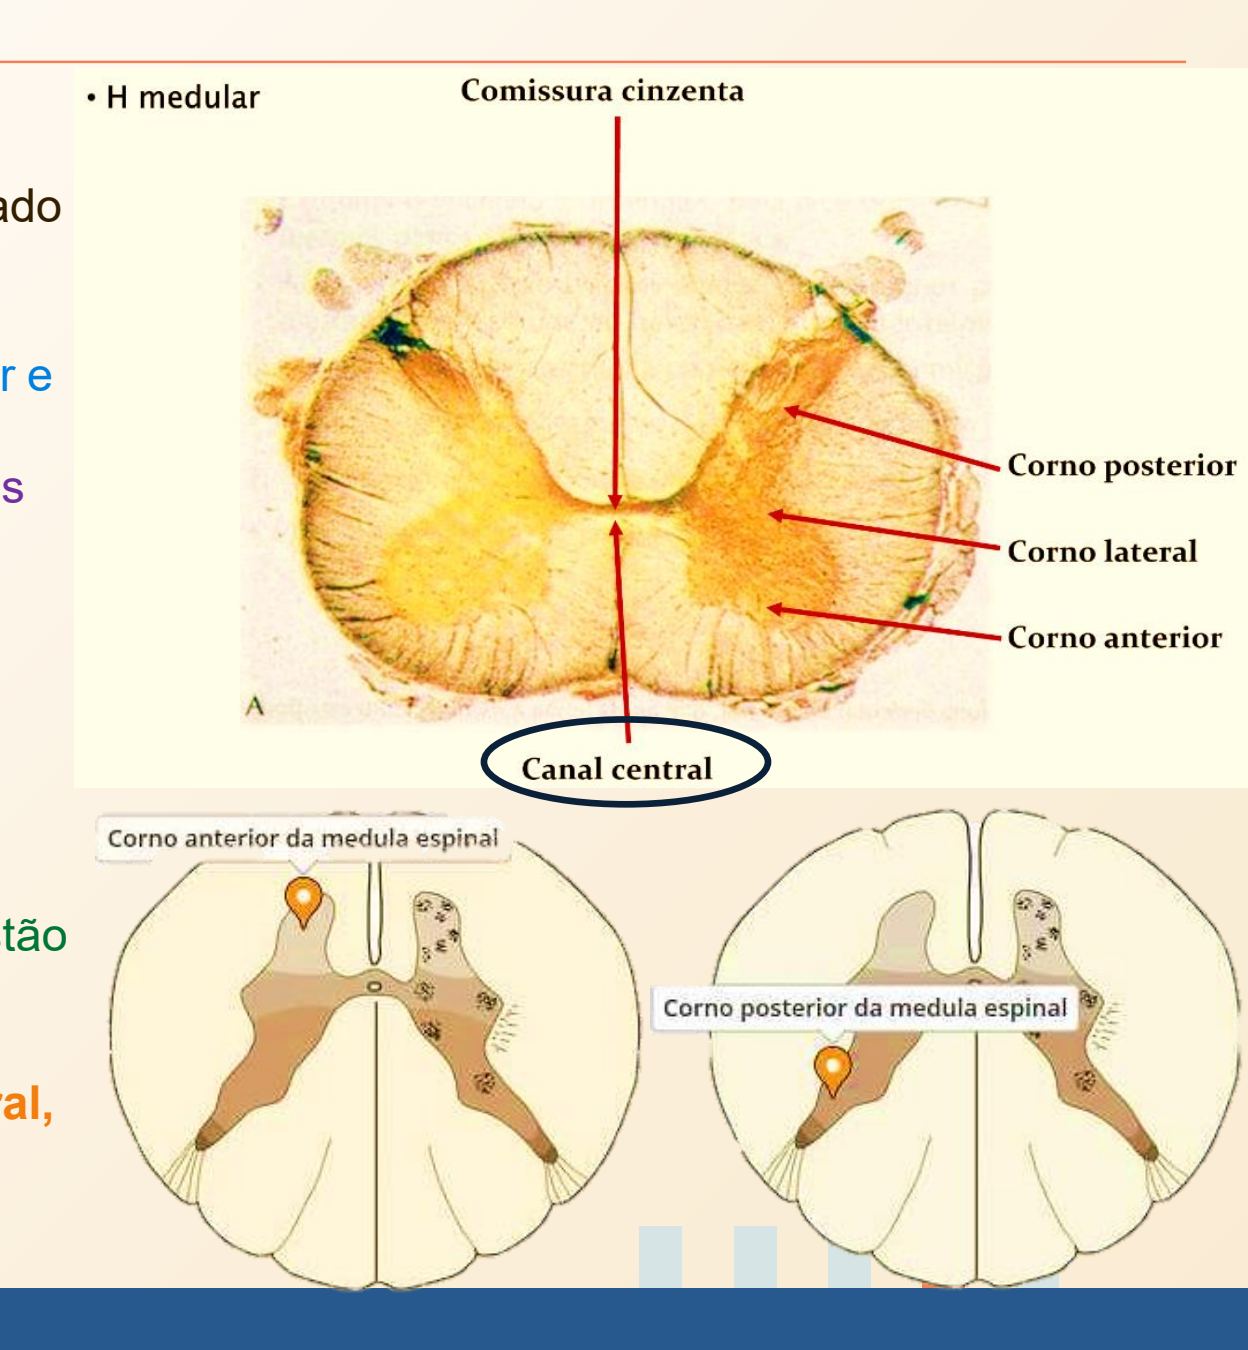 • H medular
Comissura cinzenta
ado
r e
s
Corno posterior
Corno lateral
Corno anterior
A
Canal central
Corno anterior da medula espinal
tão
Corno posterior da medula espinal
ral,